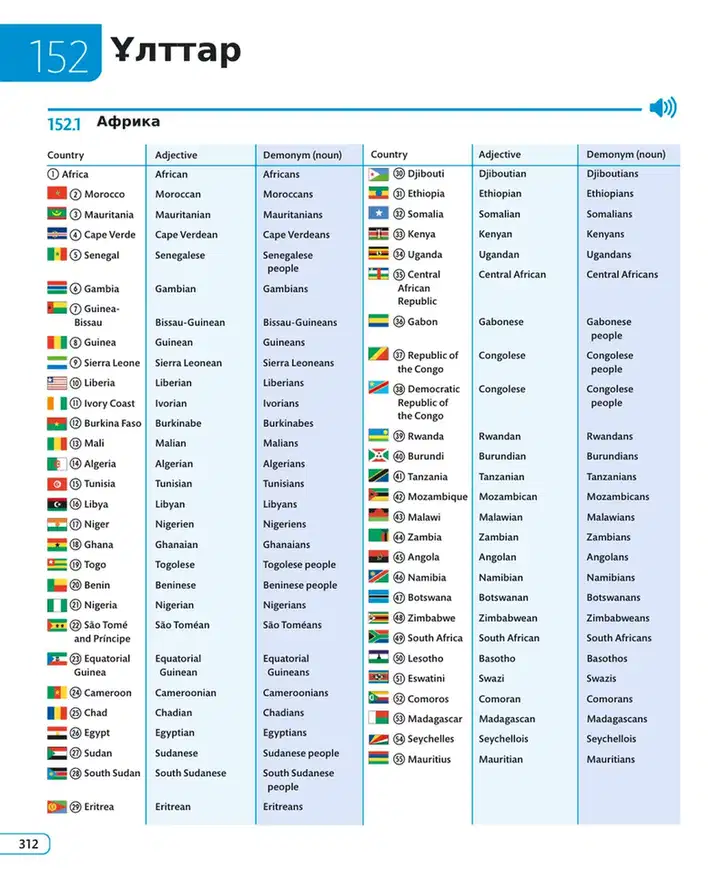 152 Ұлттар
152.1 Африка
Country Adjective Demonym (noun)
① Africa African Africans
② Morocco Moroccan Moroccans
③ Mauritania Mauritanian Mauritanians
④ Cape Verde Cape Verdean Cape Verdeans
⑤ Senegal Senegalese Senegalese
people
⑥ Gambia Gambian Gambians
⑦ Guinea-
Bissau Bissau-Guinean Bissau-Guineans
⑧ Guinea Guinean Guineans
⑨ Sierra Leone Sierra Leonean Sierra Leoneans
⑩ Liberia Liberian Liberians
⑪ Ivory Coast Ivorian Ivorians
⑫ Burkina Faso Burkinabe Burkinabes
⑬ Mali Malian Malians
⑭ Algeria Algerian Algerians
⑮ Tunisia Tunisian Tunisians
⑯ Libya Libyan Libyans
⑰ Niger Nigerien Nigeriens
⑱ Ghana Ghanaian Ghanaians
⑲ Togo Togolese Togolese people
⑳ Benin Beninese Beninese people
㉑ Nigeria Nigerian Nigerians
㉒ São Tomé São Toméan São Toméans
and Príncipe
㉓ Equatorial Equatorial Equatorial
Guinea Guinean Guineans
㉔ Cameroon Cameroonian Cameroonians
㉕ Chad Chadian Chadians
㉖ Egypt Egyptian Egyptians
㉗ Sudan Sudanese Sudanese people
㉘ South Sudan South Sudanese South Sudanese
people
㉙ Eritrea Eritrean Eritreans
Country Adjective Demonym (noun)
㉚ Djibouti Djiboutian Djiboutians
㉛ Ethiopia Ethiopian Ethiopians
㉜ Somalia Somalian Somalians
㉝ Kenya Kenyan Kenyans
㉞ Uganda Ugandan Ugandans
㉟ Central Central African Central Africans
African
Republic
㊱ Gabon Gabonese Gabonese
people
㊲ Republic of Congolese Congolese
the Congo people
㊳ Democratic Congolese Congolese
Republic of people
the Congo
㊴ Rwanda Rwandan Rwandans
㊵ Burundi Burundian Burundians
㊶ Tanzania Tanzanian Tanzanians
㊷ Mozambique Mozambican Mozambicans
㊸ Malawi Malawian Malawians
㊹ Zambia Zambian Zambians
㊺ Angola Angolan Angolans
㊻ Namibia Namibian Namibians
㊼ Botswana Botswanan Botswanans
㊽ Zimbabwe Zimbabwean Zimbabweans
㊾ South Africa South African South Africans
㊿ Lesotho Basotho Basothos
51 Eswatini Swazi Swazis
52 Comoros Comoran Comorans
53 Madagascar Madagascan Madagascans
54 Seychelles Seychellois Seychellois
55 Mauritius Mauritian Mauritians
312